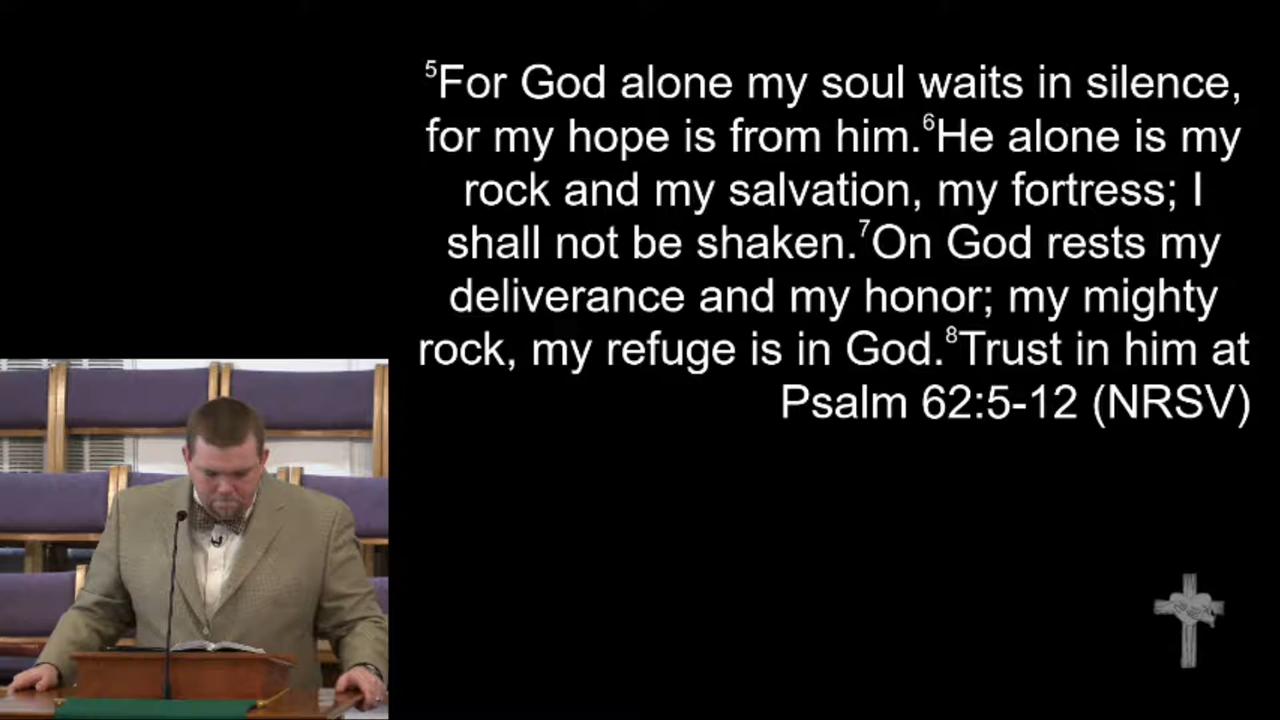 ⁵For God alone my soul waits in silence,
for my hope is from him.⁶He alone is my
rock and my salvation, my fortress; I
shall not be shaken.⁷On God rests my
deliverance and my honor; my mighty
rock, my refuge is in God.⁸Trust in him at
Psalm 62:5-12 (NRSV)